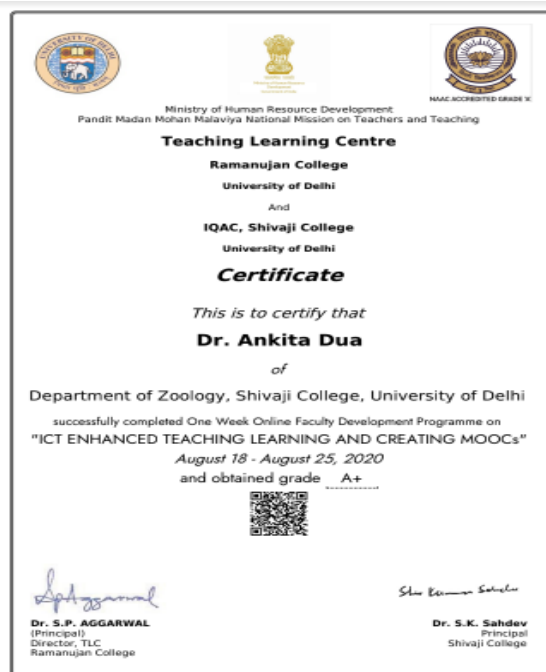 UNIVERSITY OF DELHI
NAAC ACCREDITED GRADE 'A'
Ministry of Human Resource Development
Pandit Madan Mohan Malaviya National Mission on Teachers and Teaching
Teaching Learning Centre
Ramanujan College
University of Delhi
And
IQAC, Shivaji College
University of Delhi
Certificate
This is to certify that
Dr. Ankita Dua
of
Department of Zoology, Shivaji College, University of Delhi
successfully completed One Week Online Faculty Development Programme on
"ICT ENHANCED TEACHING LEARNING AND CREATING MOOCs"
August 18 - August 25, 2020
and obtained grade A+
SpAggarwal
Dr. S.P. AGGARWAL
(Principal)
Director, TLC
Ramanujan College
Dr. S.K. Sahdev
Principal
Shivaji College